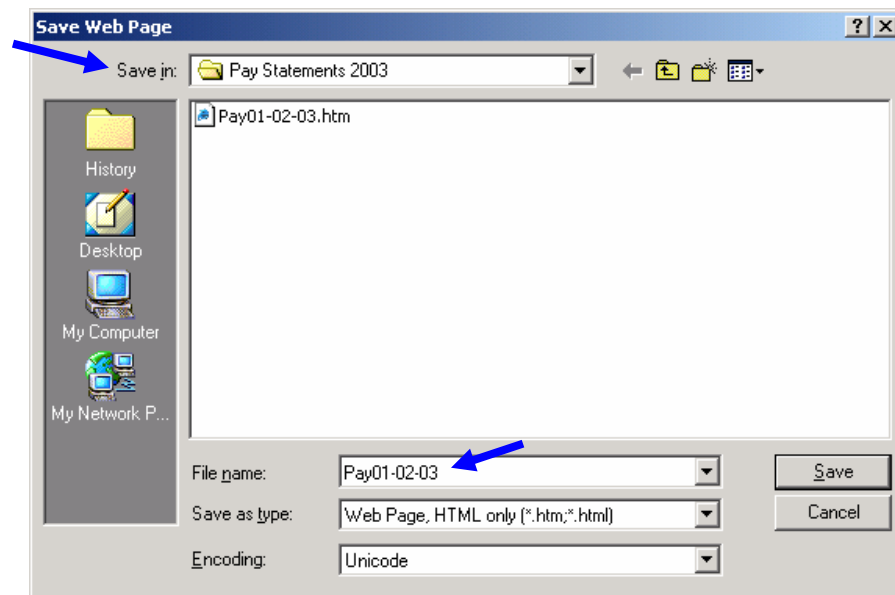 Save Web Page
Save in:
Pay Statements 2003
Pay01-02-03.htm
History
Desktop
My Computer
My Network P...
File name:
Pay01-02-03
Save
Save as type:
Web Page, HTML only (*.htm;*.html)
Cancel
Encoding:
Unicode